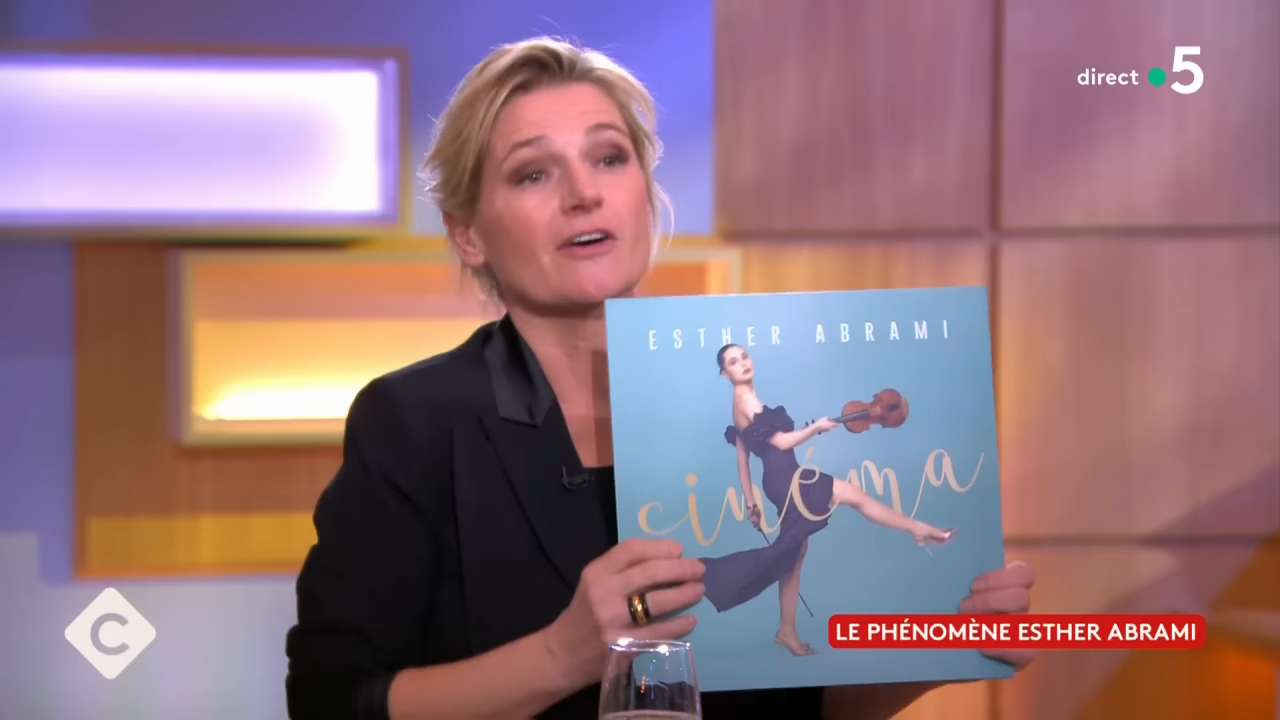 direct 5
ESTHER ABRAMI
cinéma
C
LE PHÉNOMÈNE ESTHER ABRAMI